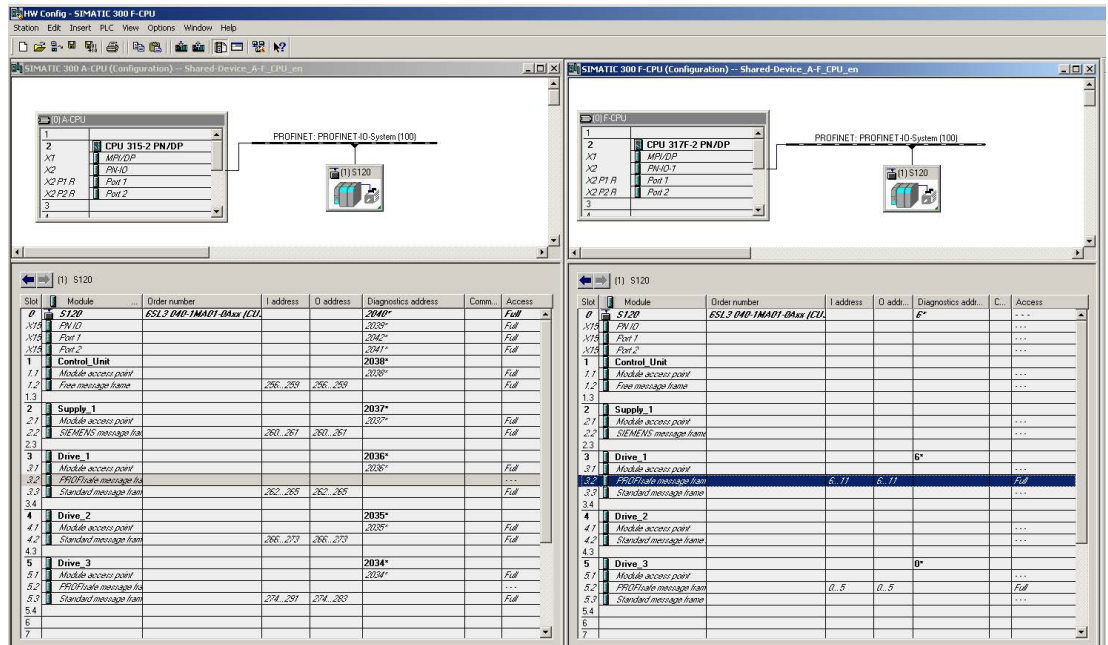 HW Config - SIMATIC 300 F-CPU
Station Edit Insert PLC View Options Window Help
SIMATIC 300 A-CPU (Configuration) -- Shared-Device_A-F_CPU_en
(0) A-CPU
1
2 CPU 315-2 PN/DP
X1 MPI/DP
X2 PN-IO
X2 P1 R Port 1
X2 P2 R Port 2
3
4
PROFINET: PROFINET-IO-System (100)
(1) S120
(1) S120
Slot Module ... Order number I address O address Diagnostics address Comm... Access
0 S120 6SL3 040-1MA01-0Axx (CU. 2040* Full
X15 PN IO 2039* Full
X15 Port 1 2042* Full
X15 Port 2 2041* Full
1 Control_Unit 2038*
1.1 Module access point 2038* Full
1.2 Free message frame 256...259 256...259 Full
1.3
2 Supply_1 2037*
2.1 Module access point 2037* Full
2.2 SIEMENS message fra 260...261 260...261 Full
2.3
3 Drive_1 2036*
3.1 Module access point 2036* Full
3.2 PROFIsafe message fra ---
3.3 Standard message fram 262...265 262...265 Full
3.4
4 Drive_2 2035*
4.1 Module access point 2035* Full
4.2 Standard message fram 266...273 266...273 Full
4.3
5 Drive_3 2034*
5.1 Module access point 2034* Full
5.2 PROFIsafe message fra ---
5.3 Standard message fram 274...291 274...283 Full
5.4
6
7
SIMATIC 300 F-CPU (Configuration) -- Shared-Device_A-F_CPU_en
(0) F-CPU
1
2 CPU 317F-2 PN/DP
X1 MPI/DP
X2 PN-IO-1
X2 P1 R Port 1
X2 P2 R Port 2
3
PROFINET: PROFINET-IO-System (100)
(1) S120
(1) S120
Slot Module Order number I address O addr... Diagnostics addr... C... Access
0 S120 6SL3 040-1MA01-0Axx (CU. 6* ---
X15 PN IO ---
X15 Port 1 ---
X15 Port 2 ---
1 Control_Unit
1.1 Module access point ---
1.2 Free message frame ---
1.3
2 Supply_1
2.1 Module access point ---
2.2 SIEMENS message frame ---
2.3
3 Drive_1 6*
3.1 Module access point ---
3.2 PROFIsafe message fram 6...11 6...11 Full
3.3 Standard message frame ---
3.4
4 Drive_2
4.1 Module access point ---
4.2 Standard message frame ---
4.3
5 Drive_3 0*
5.1 Module access point ---
5.2 PROFIsafe message fram 0...5 0...5 Full
5.3 Standard message frame ---
5.4
6
7